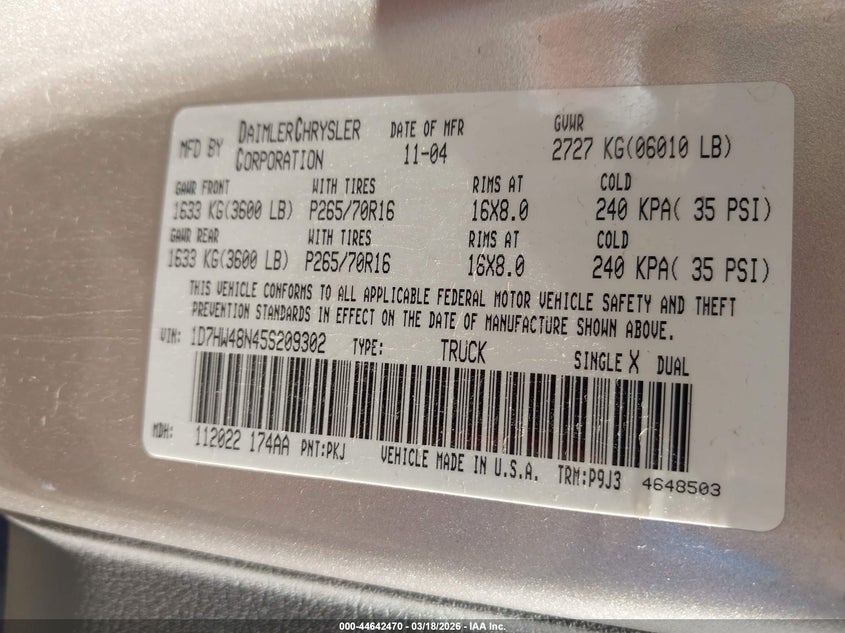 MFD BY DAIMLERCHRYSLER CORPORATION DATE OF MFR 11-04 GVWR 2727 KG(06010 LB)
GAWR FRONT WITH TIRES RIMS AT COLD
1633 KG(3600 LB) P265/70R16 16X8.0 240 KPA( 35 PSI)
GAWR REAR WITH TIRES RIMS AT COLD
1633 KG(3600 LB) P265/70R16 16X8.0 240 KPA( 35 PSI)
THIS VEHICLE CONFORMS TO ALL APPLICABLE FEDERAL MOTOR VEHICLE SAFETY AND THEFT
PREVENTION STANDARDS IN EFFECT ON THE DATE OF MANUFACTURE SHOWN ABOVE.
VIN: 1D7HW48N45S209302 TYPE: TRUCK SINGLE X DUAL
MDH: 112022 174AA PNT:PKJ VEHICLE MADE IN U.S.A. TRM:P9J3 4648503
000-44642470 - 03/18/2026 - IAA Inc.